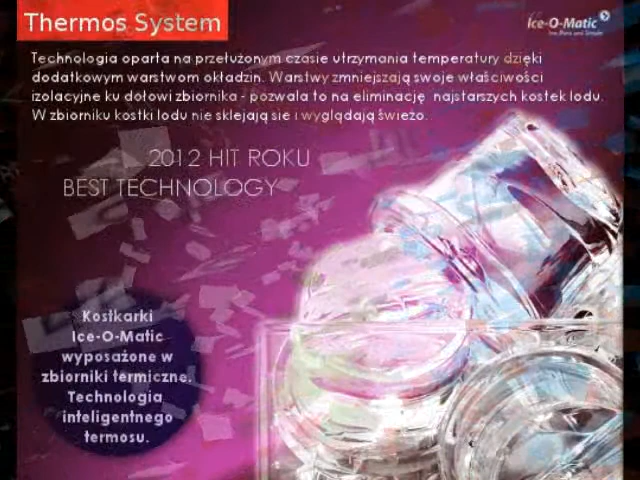 Thermos System
Ice-O-Matic
Technologia oparta na przełużonym czasie utrzymania temperatury dzięki
dodatkowym warstwom okładzin. Warstwy zmniejszają swoje właściwości
izolacyjne ku dołowi zbiornika - pozwala to na eliminację najstarszych kostek lodu.
W zbiorniku kostki lodu nie sklejają sie i wyglądają świeżo.
2012 HIT ROKU
BEST TECHNOLOGY
Kostkarki
Ice-O-Matic
wyposażone w
zbiorniki termiczne.
Technologia
inteligentnego
termosu.